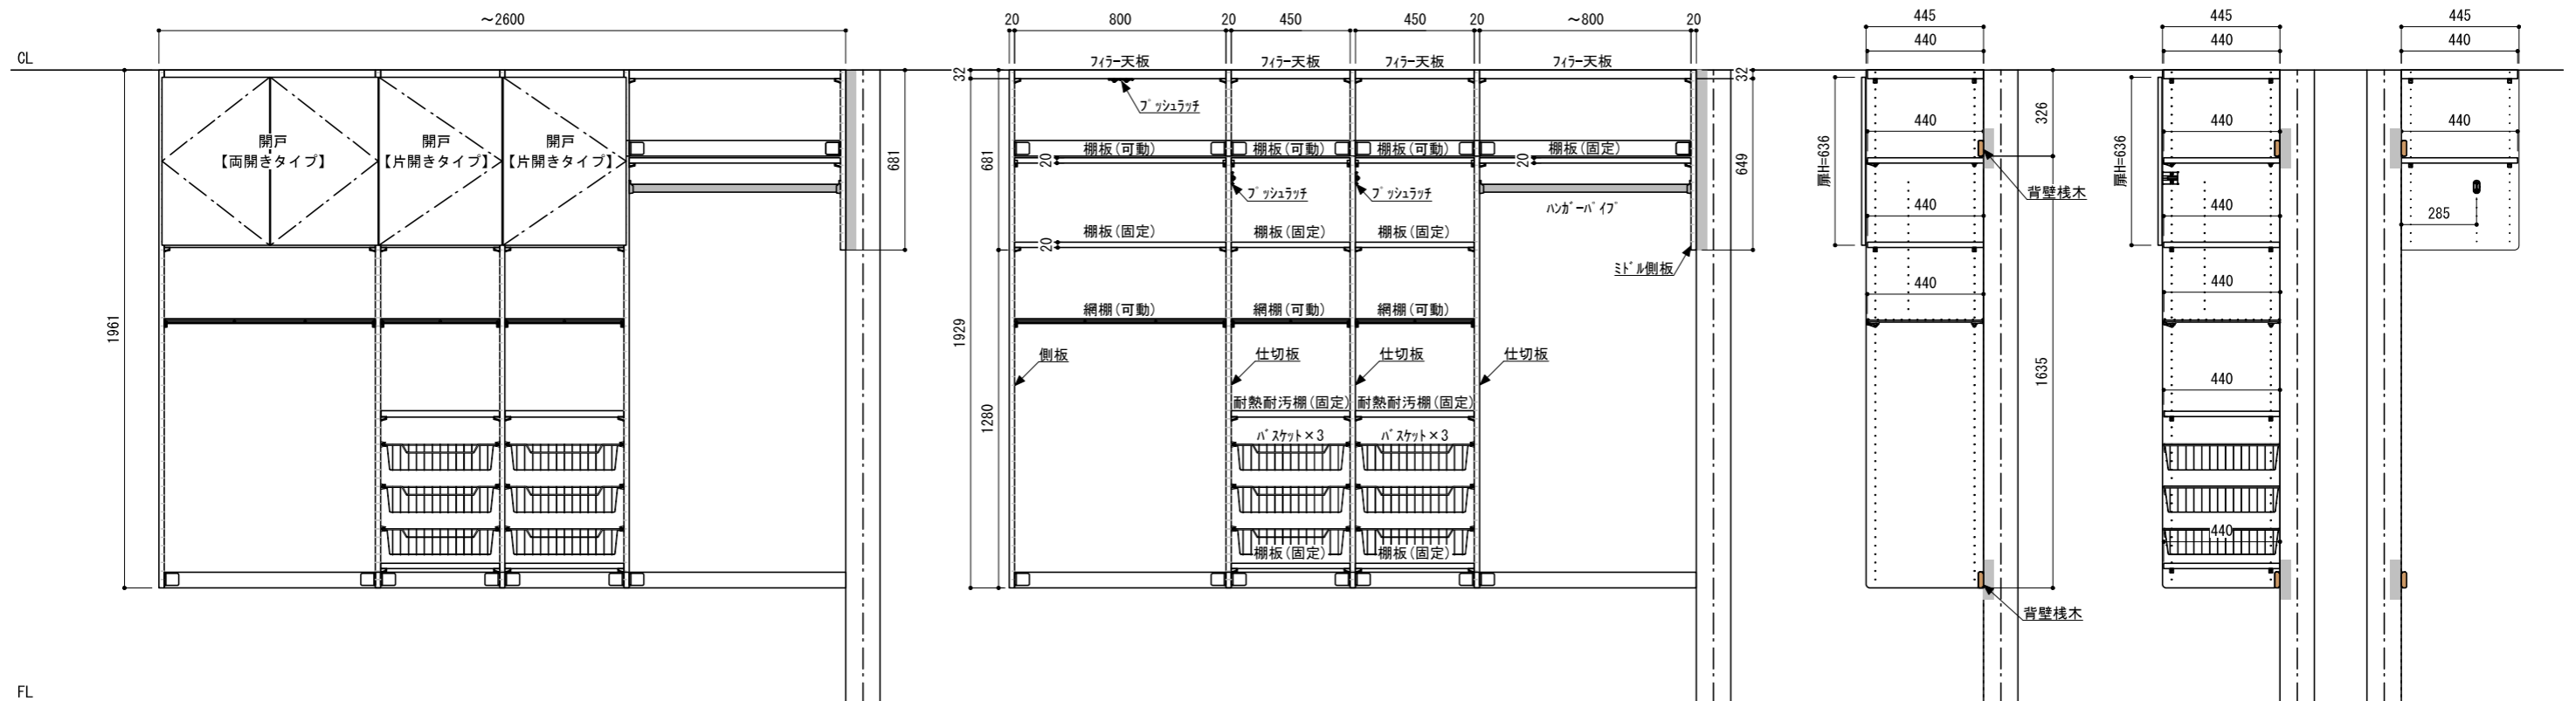 ～2600
20 800 20 450 450 20 ～800 20
445 445 445
440 440 440
CL
フィラー天板 フィラー天板 フィラー天板 フィラー天板
32 32
プッシュラッチ
開戸
【両開きタイプ】
開戸
【片開きタイプ】
開戸
【片開きタイプ】
681
681
649
棚板(可動) 棚板(可動) 棚板(可動) 棚板(固定)
20 20
プッシュラッチ プッシュラッチ
ハンガーパイプ
扉H=636
扉H=636
326
440 440 440
背壁桟木
440 440
285
棚板(固定) 棚板(固定) 棚板(固定)
20
ミドル側板
440 440
網棚(可動) 網棚(可動) 網棚(可動)
1961
1929
1280
1635
側板 仕切板 仕切板 仕切板
440
耐熱耐汚棚(固定) 耐熱耐汚棚(固定)
バスケット×3 バスケット×3
440
棚板(固定) 棚板(固定)
背壁桟木
FL